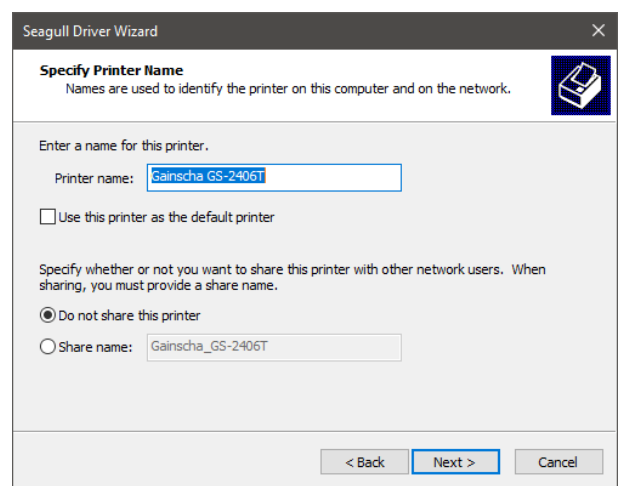 Seagull Driver Wizard
Specify Printer Name
Names are used to identify the printer on this computer and on the network.
Enter a name for this printer.
Printer name: Gainscha GS-2406T
Use this printer as the default printer
Specify whether or not you want to share this printer with other network users. When
sharing, you must provide a share name.
Do not share this printer
Share name: Gainscha_GS-2406T
< Back Next > Cancel